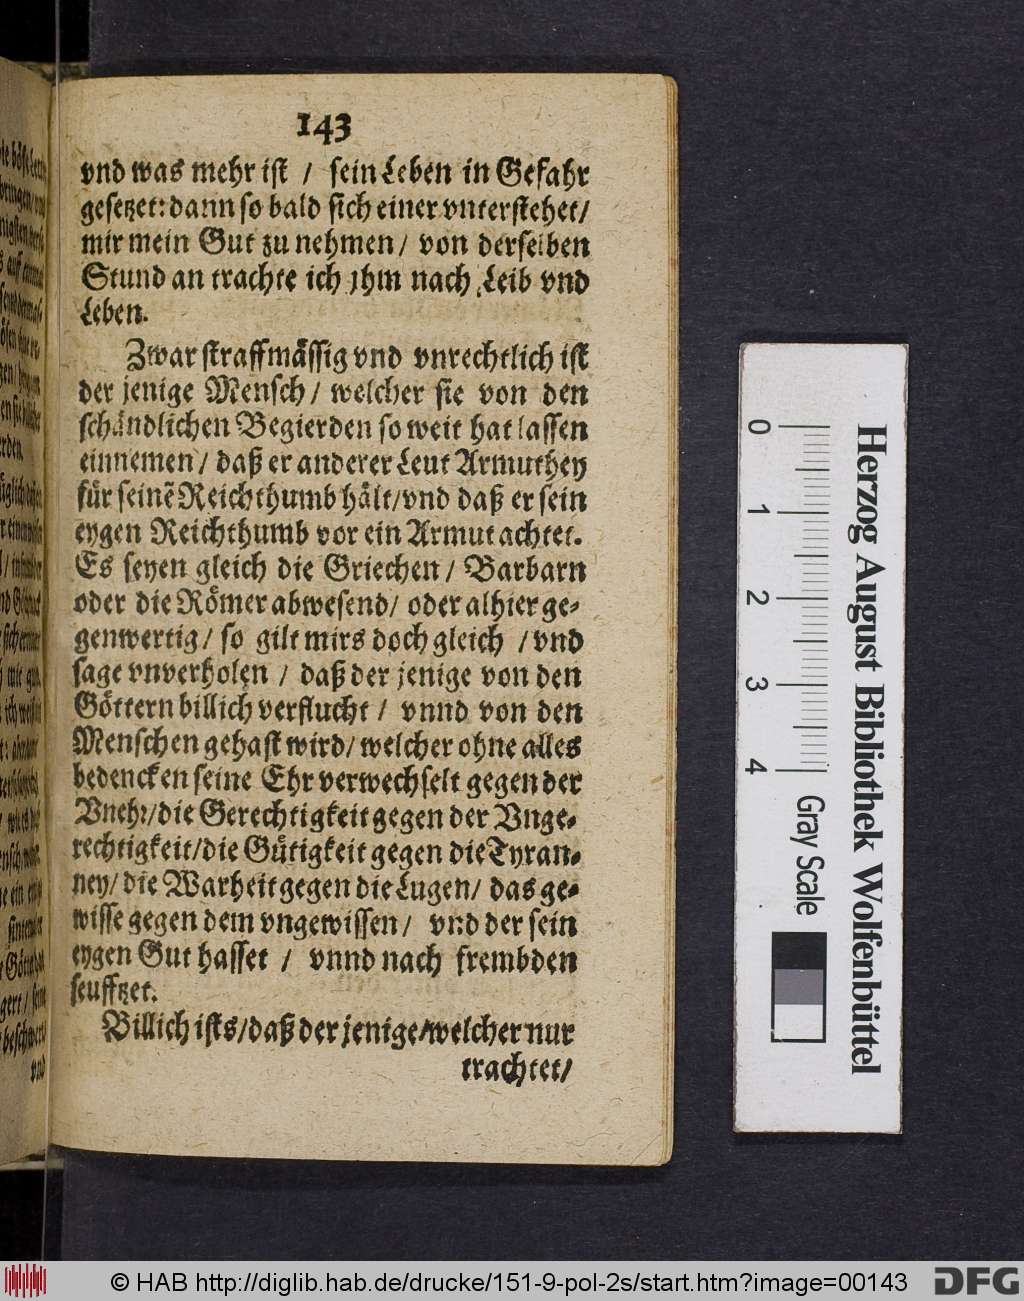 143
vnd was mehr ist / sein Leben in Gefahr
gesetzet: dann so bald sich einer vnterstehet/
mir mein Gut zu nehmen / von derselben
Stund an trachte ich jhm nach Leib vnd
Leben.
Zwar straffmässig vnd vnrechtlich ist
der jenige Mensch / welcher sie von den
schändlichen Begierden so weit hat lassen
einnemen / daß er anderer Leut Armuthey
für seinẽ Reichthumb hält/vnd daß er sein
eygen Reichthumb vor ein Armut achtet.
Es seyen gleich die Griechen / Barbarn
oder die Römer abwesend/ oder alhier ge-
genwertig / so gilt mirs doch gleich / vnd
sage vnverholen / daß der jenige von den
Göttern billich verflucht / vnnd von den
Menschen gehast wird/ welcher ohne alles
bedencken seine Ehr verwechselt gegen der
Vnehr/die Gerechtigkeit gegen der Vnge-
rechtigkeit/die Gütigkeit gegen die Tyran-
ney/ die Warheit gegen die Lugen/ das ge-
wisse gegen dem vngewissen / vnd der sein
eygen Gut hasset / vnnd nach frembden
seufftzet.
Billich ists/daß der jenige/welcher nur
trachtet/
Herzog August Bibliothek Wolfenbüttel
0 1 2 3 4 Gray Scale
© HAB http://diglib.hab.de/drucke/151-9-pol-2s/start.htm?image=00143
DFG